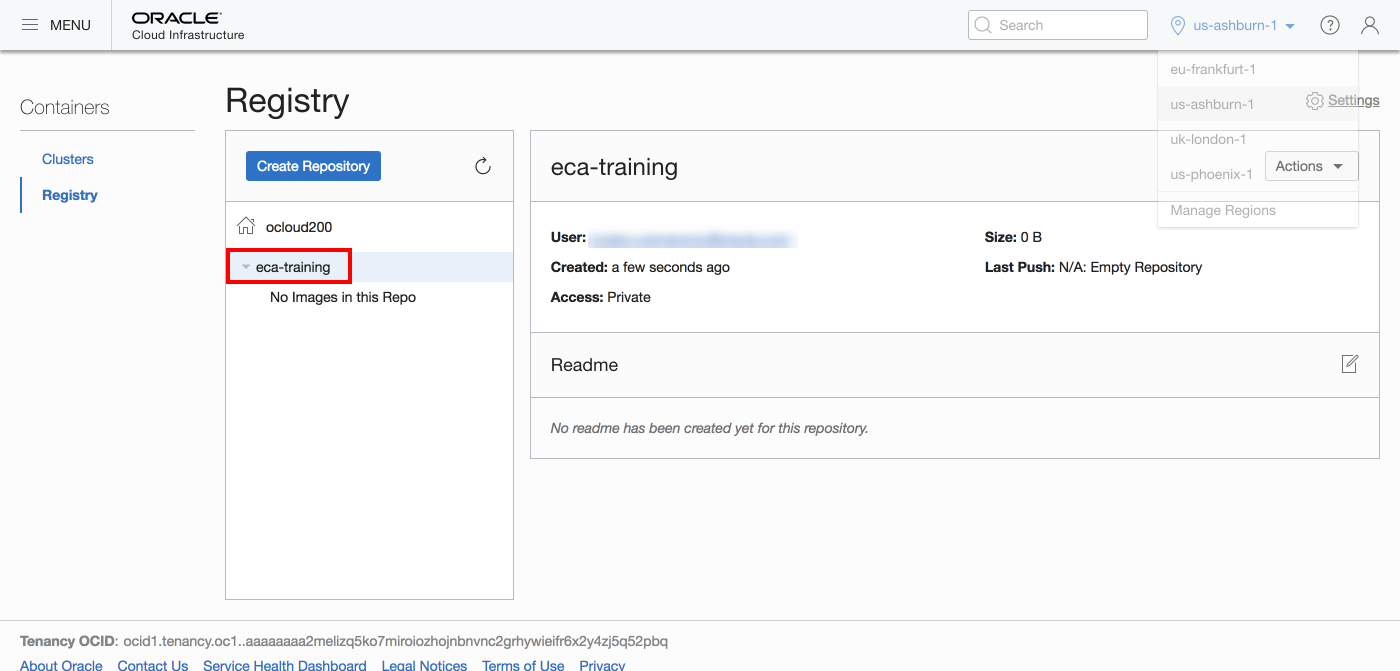 MENU
ORACLE
Cloud Infrastructure
Search
us-ashburn-1
eu-frankfurt-1
us-ashburn-1
uk-london-1
us-phoenix-1
Manage Regions
Settings
Containers
Clusters
Registry
Registry
Create Repository
ocloud200
eca-training
No Images in this Repo
eca-training
Actions
User:
Created: a few seconds ago
Access: Private
Size: 0 B
Last Push: N/A: Empty Repository
Readme
No readme has been created yet for this repository.
Tenancy OCID: ocid1.tenancy.oc1..aaaaaaaa2melizq5ko7miroiozhojnbnvnc2grhywieifr6x2y4zj5q52pbq
About Oracle Contact Us Service Health Dashboard Legal Notices Terms of Use Privacy